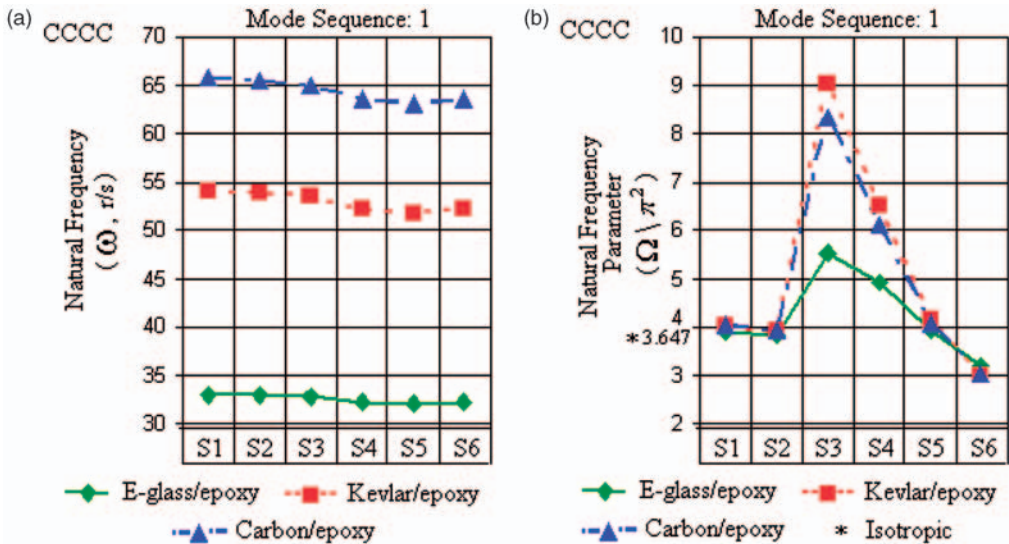 (a)
CCCC
Mode Sequence: 1
70
65
60
55
50
45
40
35
30
Natural Frequency
( ω , r/s)
S1 S2 S3 S4 S5 S6
E-glass/epoxy
Kevlar/epoxy
Carbon/epoxy
(b)
CCCC
Mode Sequence: 1
10
9
8
7
6
5
4
*3.647
3
2
Natural Frequency
Parameter
( Ω \ π²)
S1 S2 S3 S4 S5 S6
E-glass/epoxy
Kevlar/epoxy
Carbon/epoxy
* Isotropic